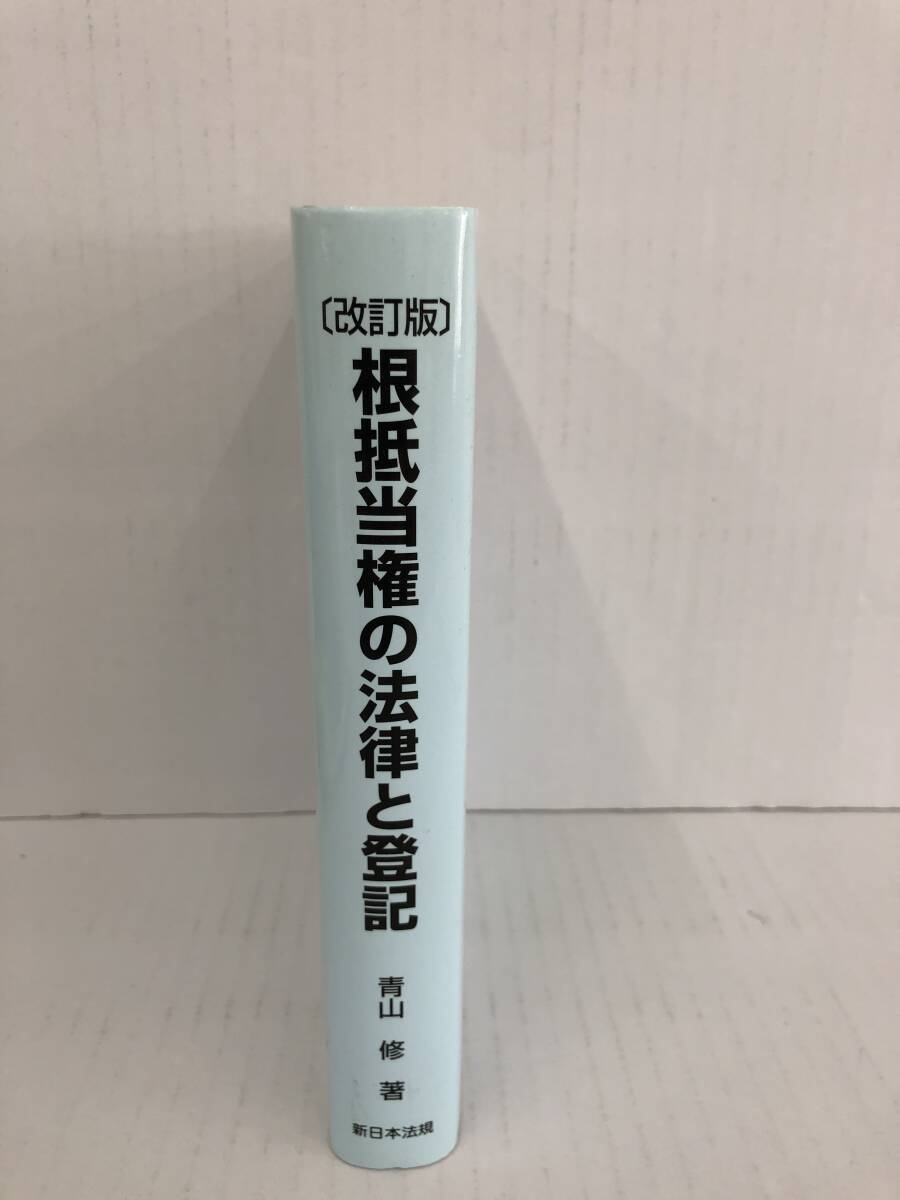 〔改訂版〕
根抵当権の法律と登記
青山 修 著
新日本法規